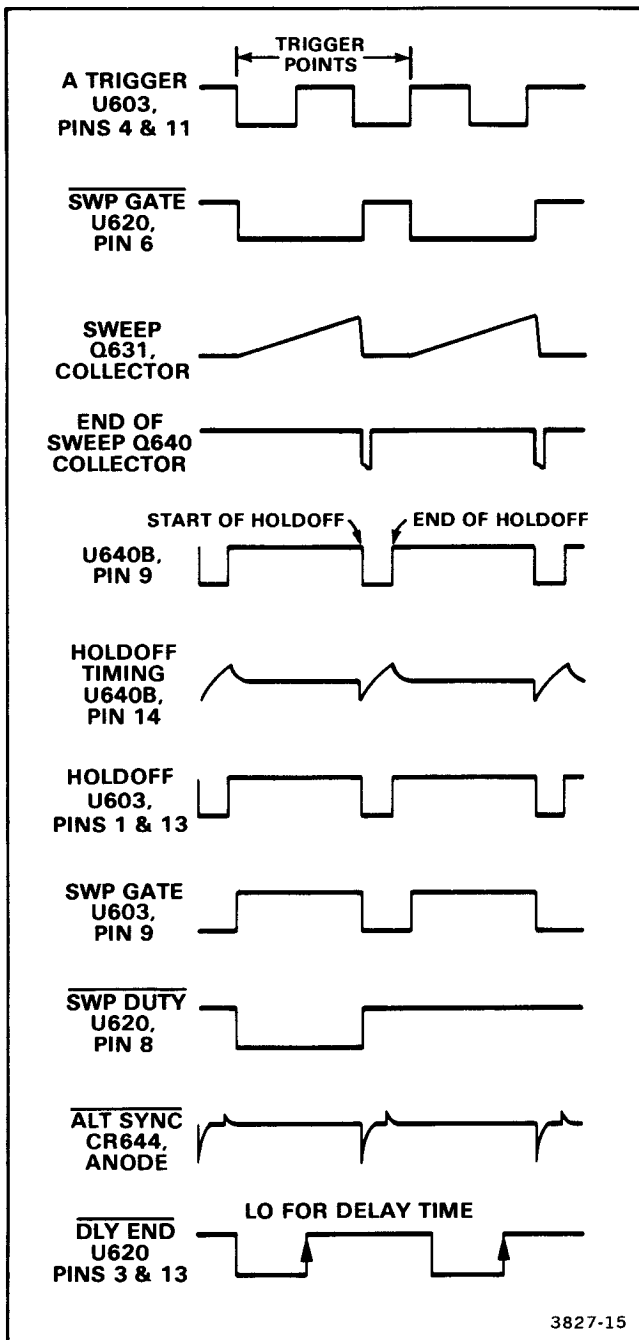 TRIGGER
POINTS
A TRIGGER
U603,
PINS 4 & 11
SWP GATE
U620,
PIN 6
SWEEP
Q631,
COLLECTOR
END OF
SWEEP Q640
COLLECTOR
START OF HOLDOFF
END OF HOLDOFF
U640B,
PIN 9
HOLDOFF
TIMING
U640B,
PIN 14
HOLDOFF
U603,
PINS 1 & 13
SWP GATE
U603,
PIN 9
SWP DUTY
U620,
PIN 8
ALT SYNC
CR644,
ANODE
LO FOR DELAY TIME
DLY END
U620
PINS 3 & 13
3827-15